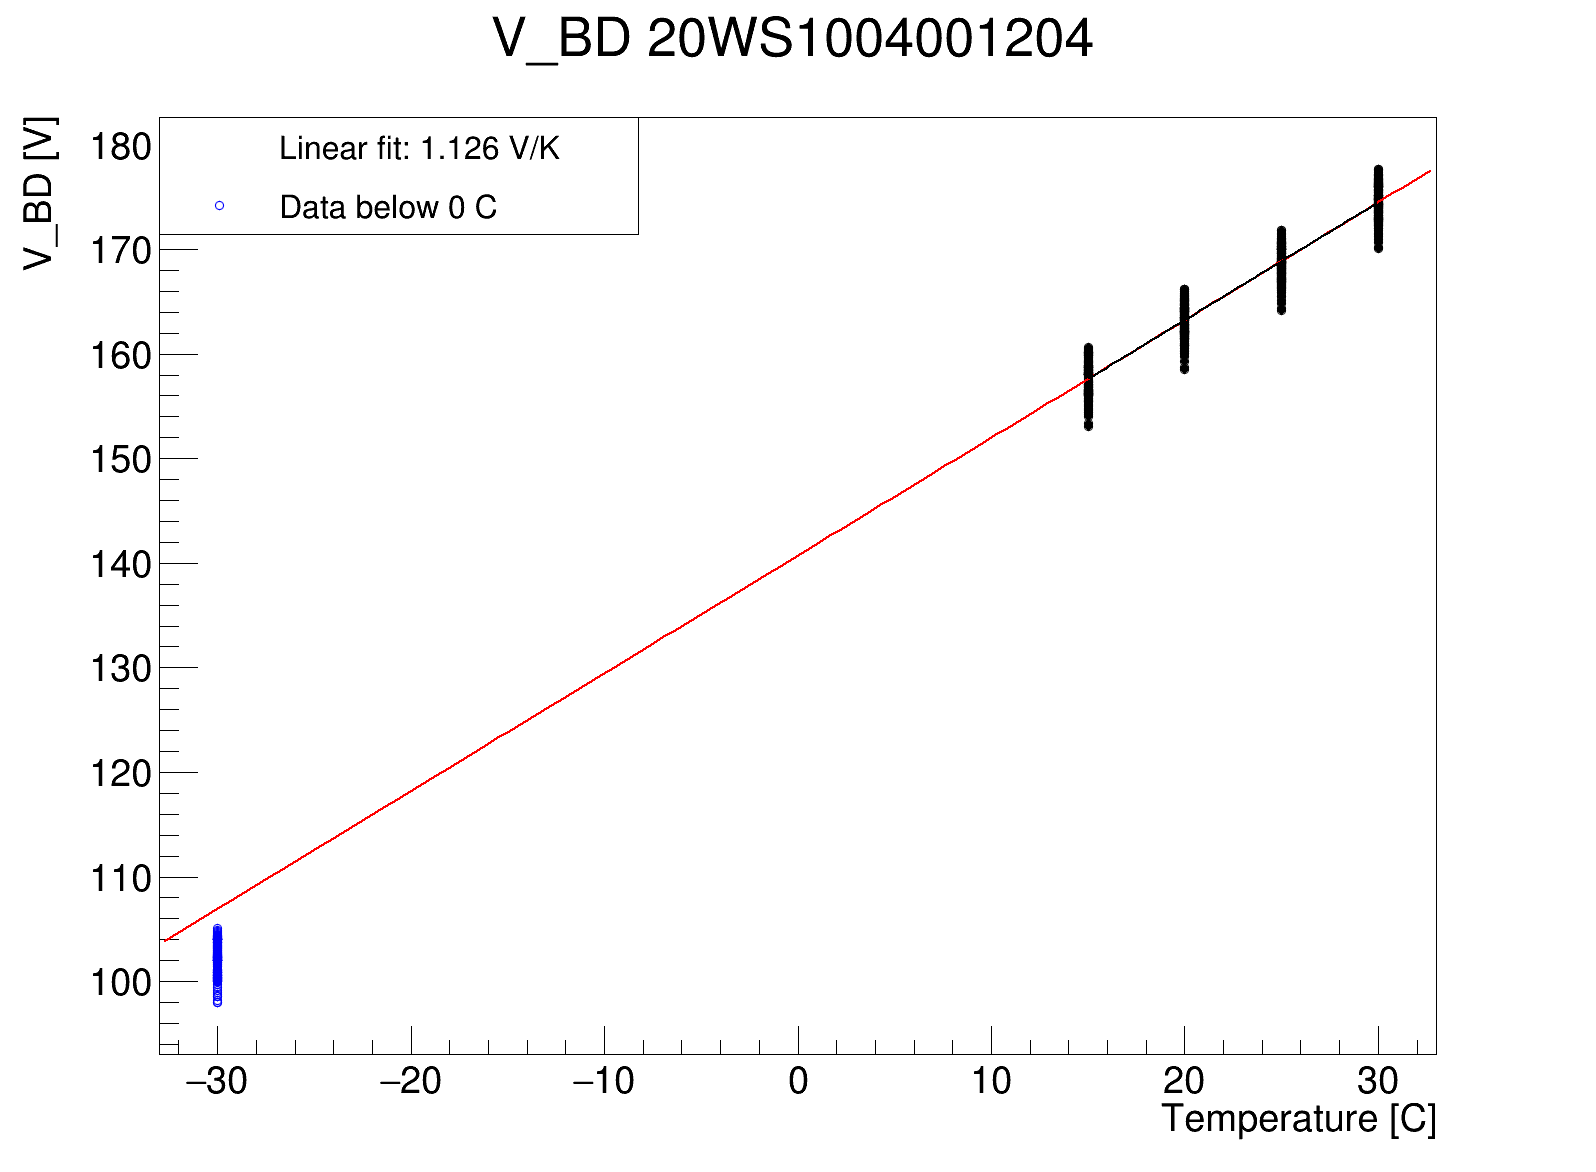 V_BD 20WS1004001204
V_BD [V]
Linear fit: 1.126 V/K
Data below 0 C
180
170
160
150
140
130
120
110
100
−30 −20 −10 0 10 20 30
Temperature [C]